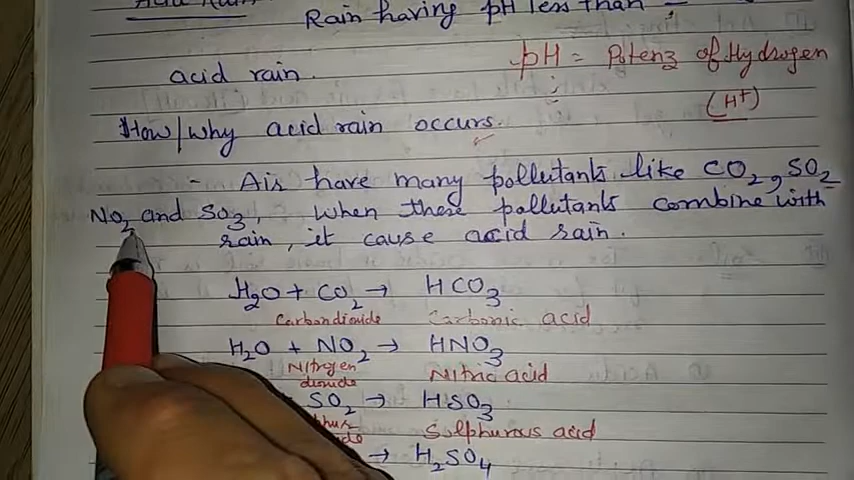 Acid Rain
Rain having pH less than
acid rain.
pH = Potenz of Hydrogen
(H+)
How/why acid rain occurs.
- Air have many pollutants like CO2, SO2
NO2 and SO3, when these pollutants combine with
rain, it cause acid rain.
H2O + CO2 → HCO3
Carbondioxide Carbonic acid
H2O + NO2 → HNO3
Nitrogen dioxide Nitric acid
SO2 → HSO3
Sulphurous acid
→ H2SO4